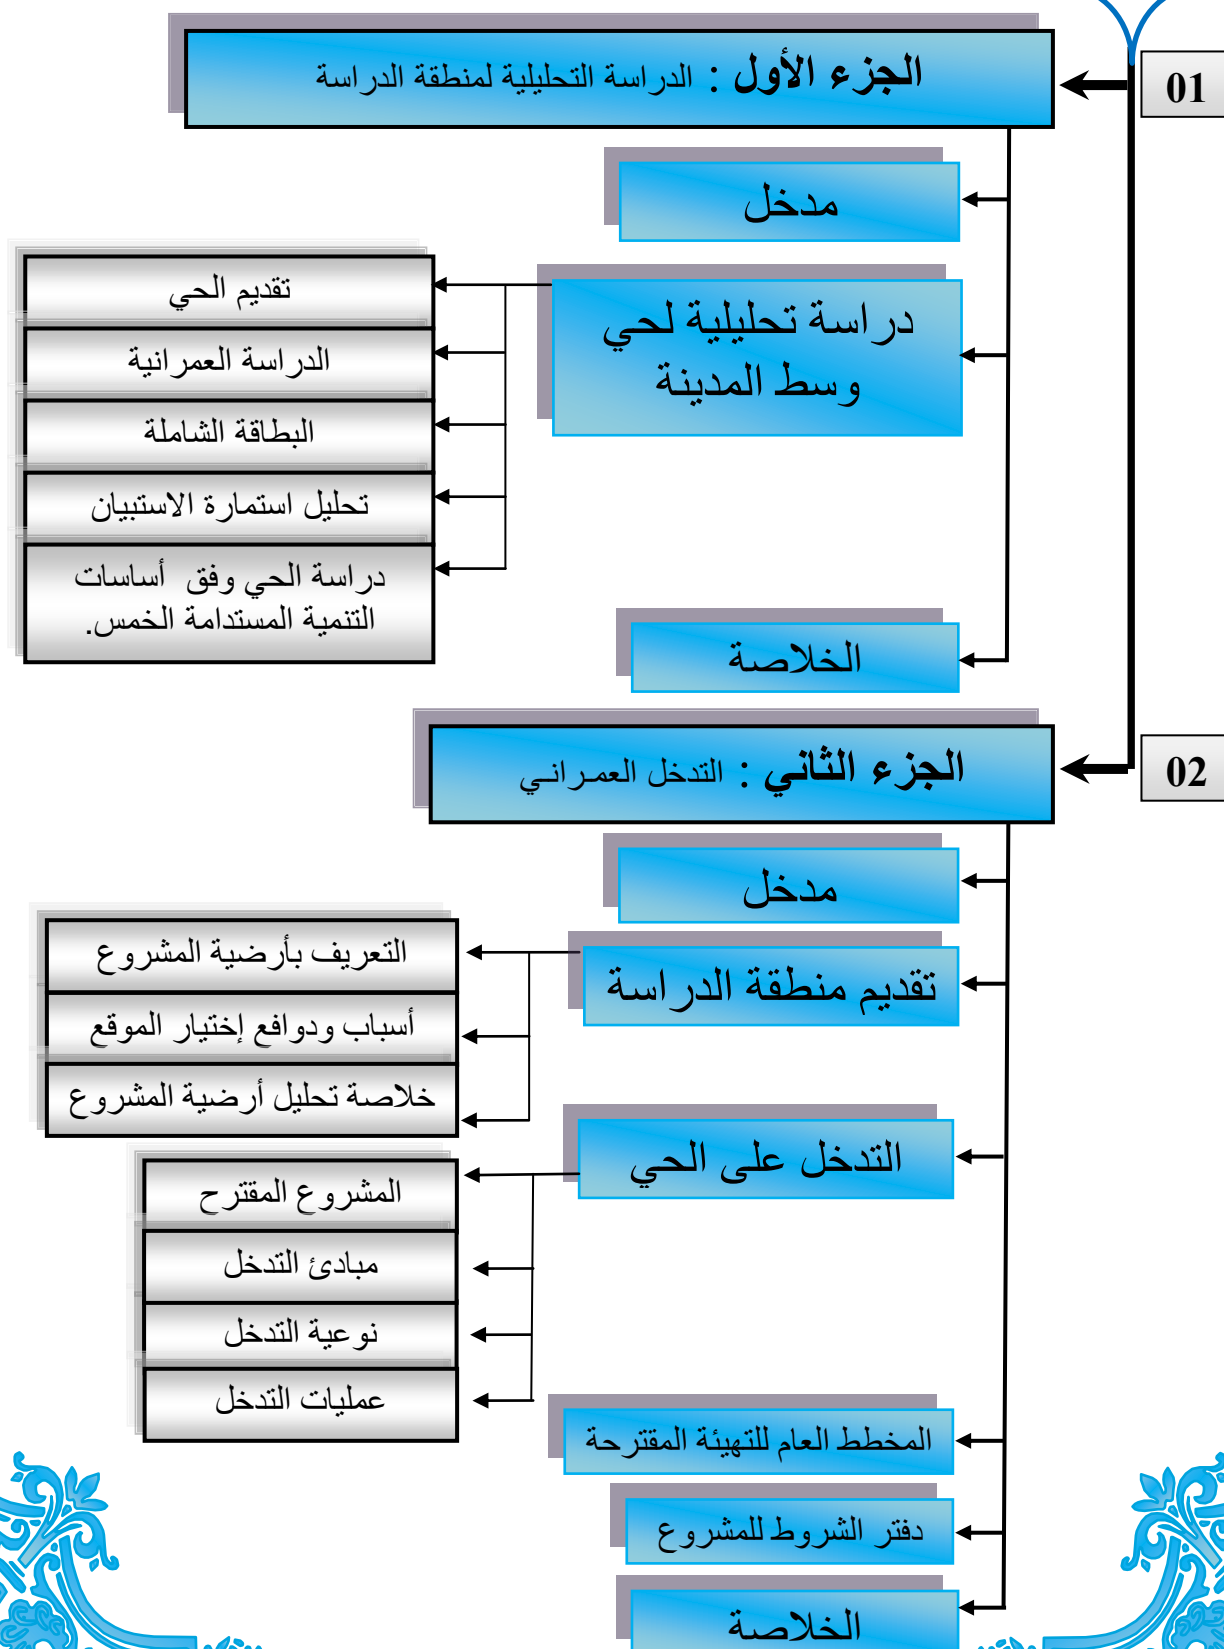 01
الجزء الأول : الدراسة التحليلية لمنطقة الدراسة
مدخل
دراسة تحليلية لحي
وسط المدينة
تقديم الحي
الدراسة العمرانية
البطاقة الشاملة
تحليل استمارة الاستبيان
دراسة الحي وفق أساسات
التنمية المستدامة الخمس.
الخلاصة
02
الجزء الثاني : التدخل العمـرانـي
مدخل
تقديم منطقة الدراسة
التعريف بأرضية المشروع
أسباب ودوافع إختيار الموقع
خلاصة تحليل أرضية المشروع
التدخل على الحي
المشروع المقترح
مبادئ التدخل
نوعية التدخل
عمليات التدخل
المخطط العام للتهيئة المقترحة
دفتر الشروط للمشروع
الخلاصة